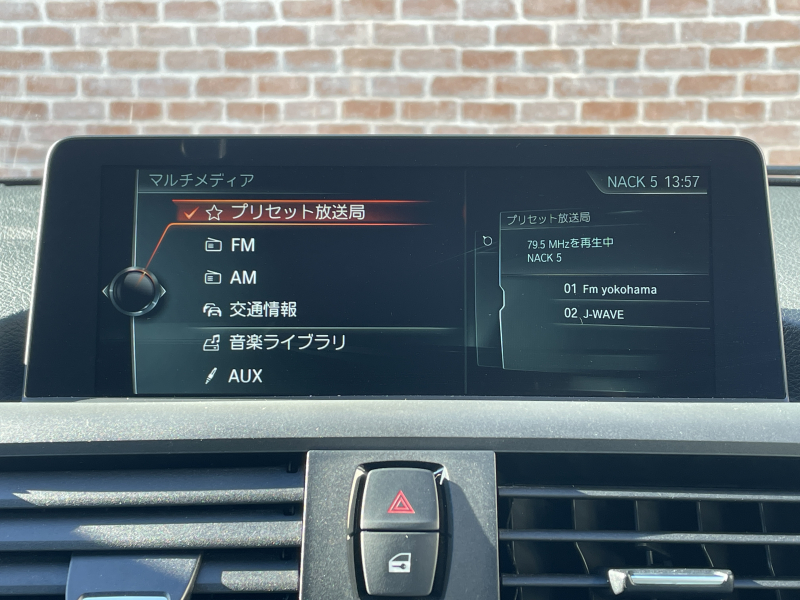 マルチメディア
NACK 5 13:57
プリセット放送局
FM
AM
交通情報
音楽ライブラリ
AUX
プリセット放送局
79.5 MHzを再生中
NACK 5
01 Fm yokohama
02 J-WAVE